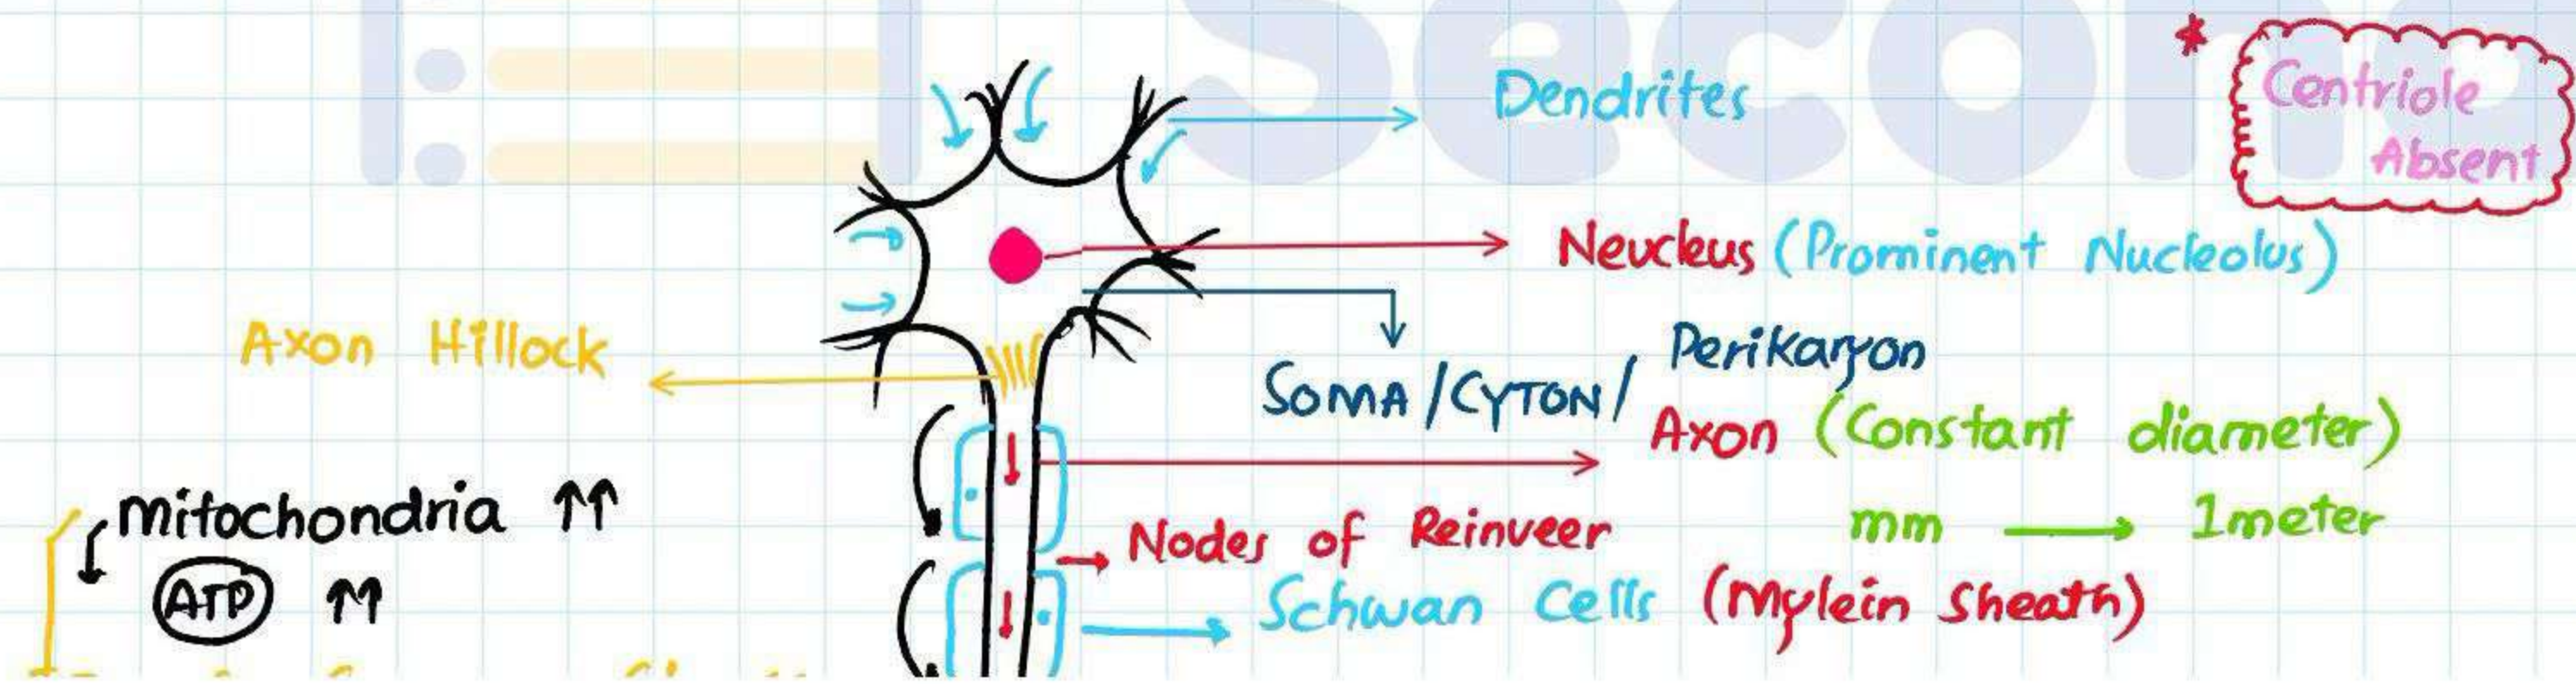 Secon
*
Centriole
Absent
Dendrites
Neucleus (Prominent Nucleolus)
Axon Hillock
SOMA/CYTON/ Perikaryon
Axon (Constant diameter)
mitochondria ↑↑
mm → 1meter
Nodes of Reinveer
ATP ↑↑
Schwan Cells (Mylein Sheath)